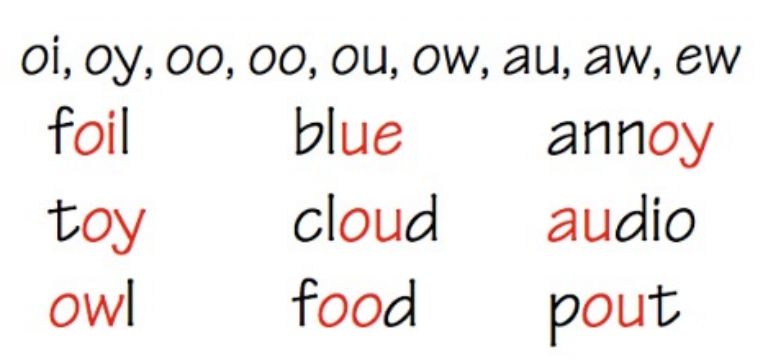 oi, oy, oo, oo, ou, ow, au, aw, ew
foil blue annoy
toy cloud audio
owl food pout